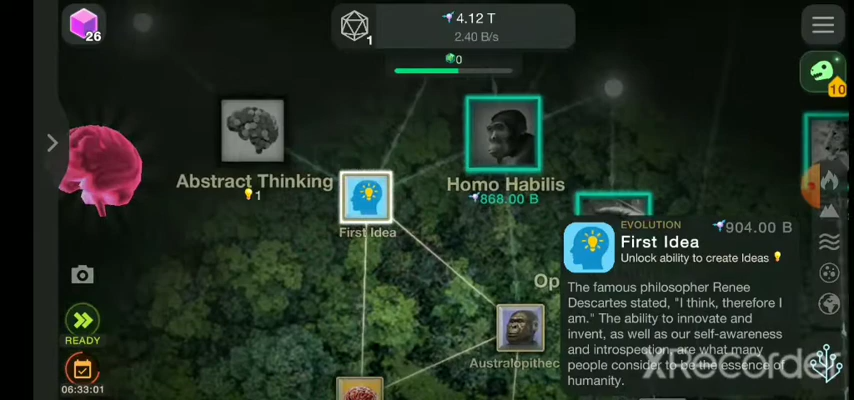 26
1
4.12 T
2.40 B/s
0
10
Abstract Thinking
1
First Idea
Homo Habilis
868.00 B
EVOLUTION
904.00 B
First Idea
Unlock ability to create Ideas
The famous philosopher Renee
Descartes stated, "I think, therefore I
am." The ability to innovate and
invent, as well as our self-awareness
and introspection, are what many
people consider to be the essence of
humanity.
Op
Australopithec
READY
06:33:01
XRecorder